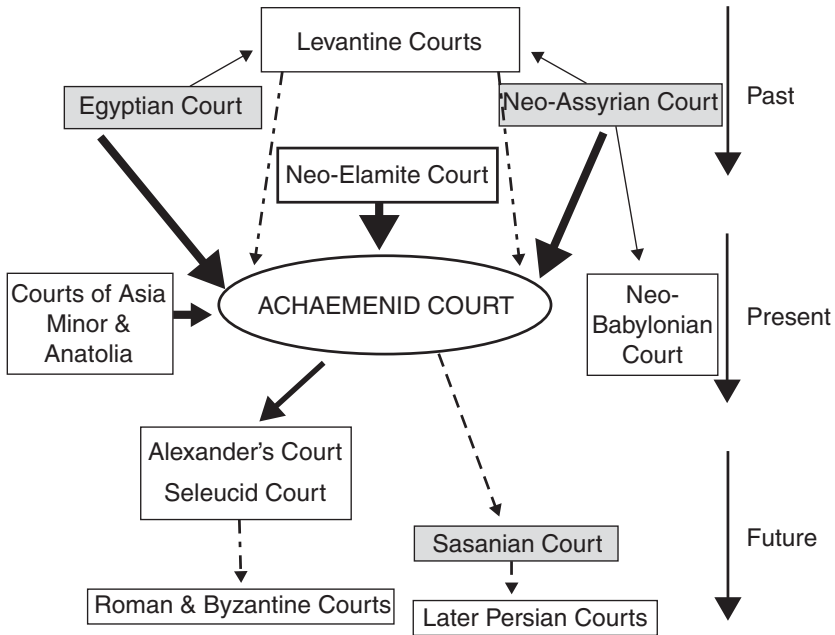 Levantine Courts
Egyptian Court
Neo-Assyrian Court
Past
Neo-Elamite Court
Courts of Asia
Minor &
Anatolia
ACHAEMENID COURT
Neo-
Babylonian
Court
Present
Alexander's Court
Seleucid Court
Sasanian Court
Future
Roman & Byzantine Courts
Later Persian Courts